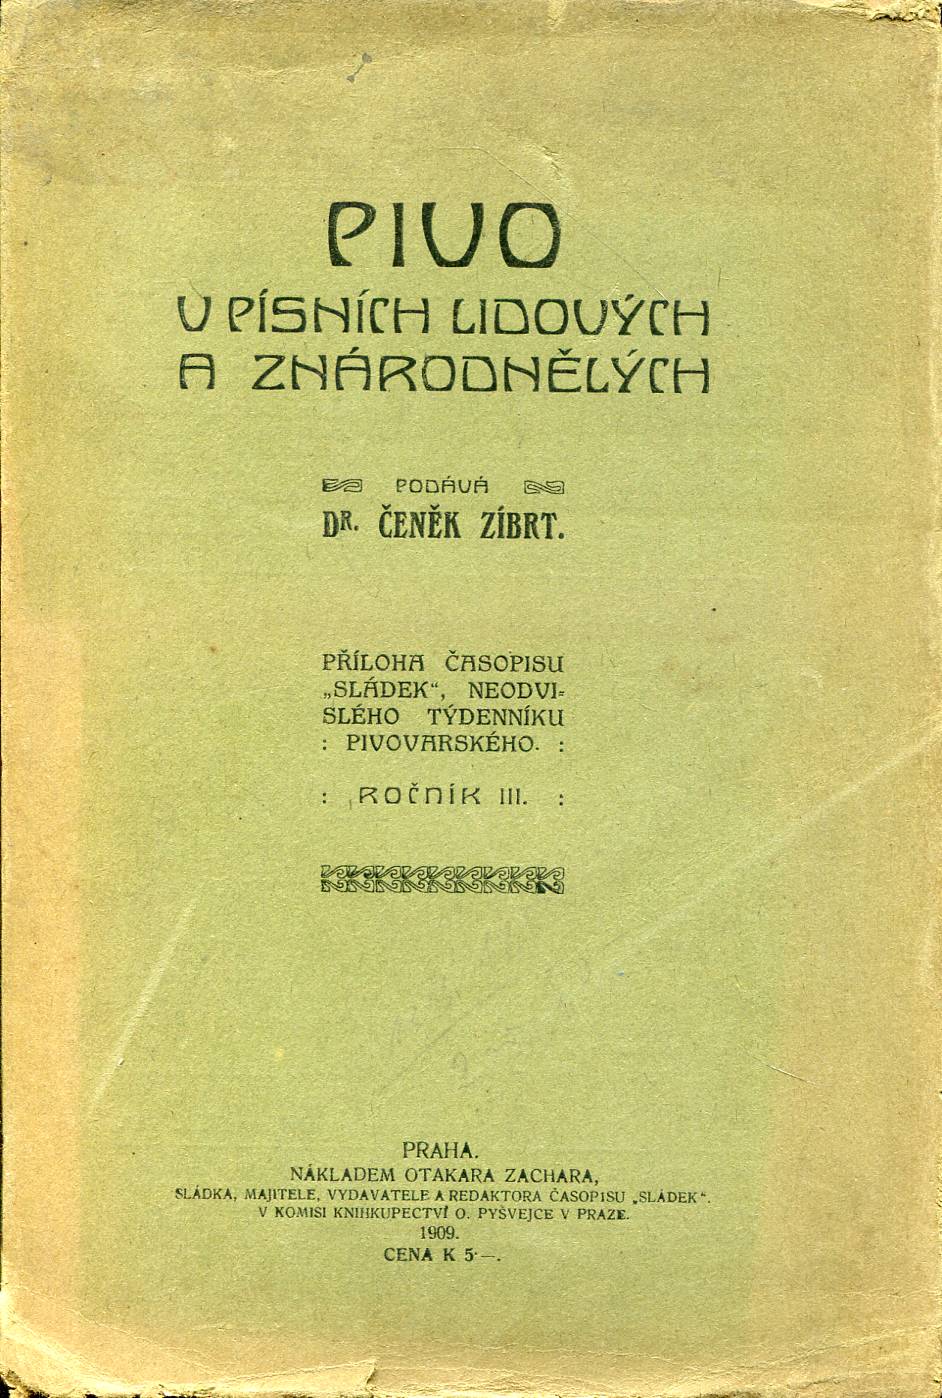 PIVO
V PÍSNÍCH LIDOVÝCH
A ZNÁRODNĚLÝCH
PODÁVÁ
DR. ČENĚK ZÍBRT.
PŘÍLOHA ČASOPISU
„SLÁDEK“, NEODVI=
SLÉHO TÝDENNÍKU
: PIVOVARSKÉHO. :
: ROČNÍK III. :
PRAHA.
NÁKLADEM OTAKARA ZACHARA,
SLÁDKA, MAJITELE, VYDAVATELE A REDAKTORA ČASOPISU „SLÁDEK“.
V KOMISI KNIHKUPECTVÍ O. PYŠVEJCE V PRAZE.
1909.
CENA K 5·—.